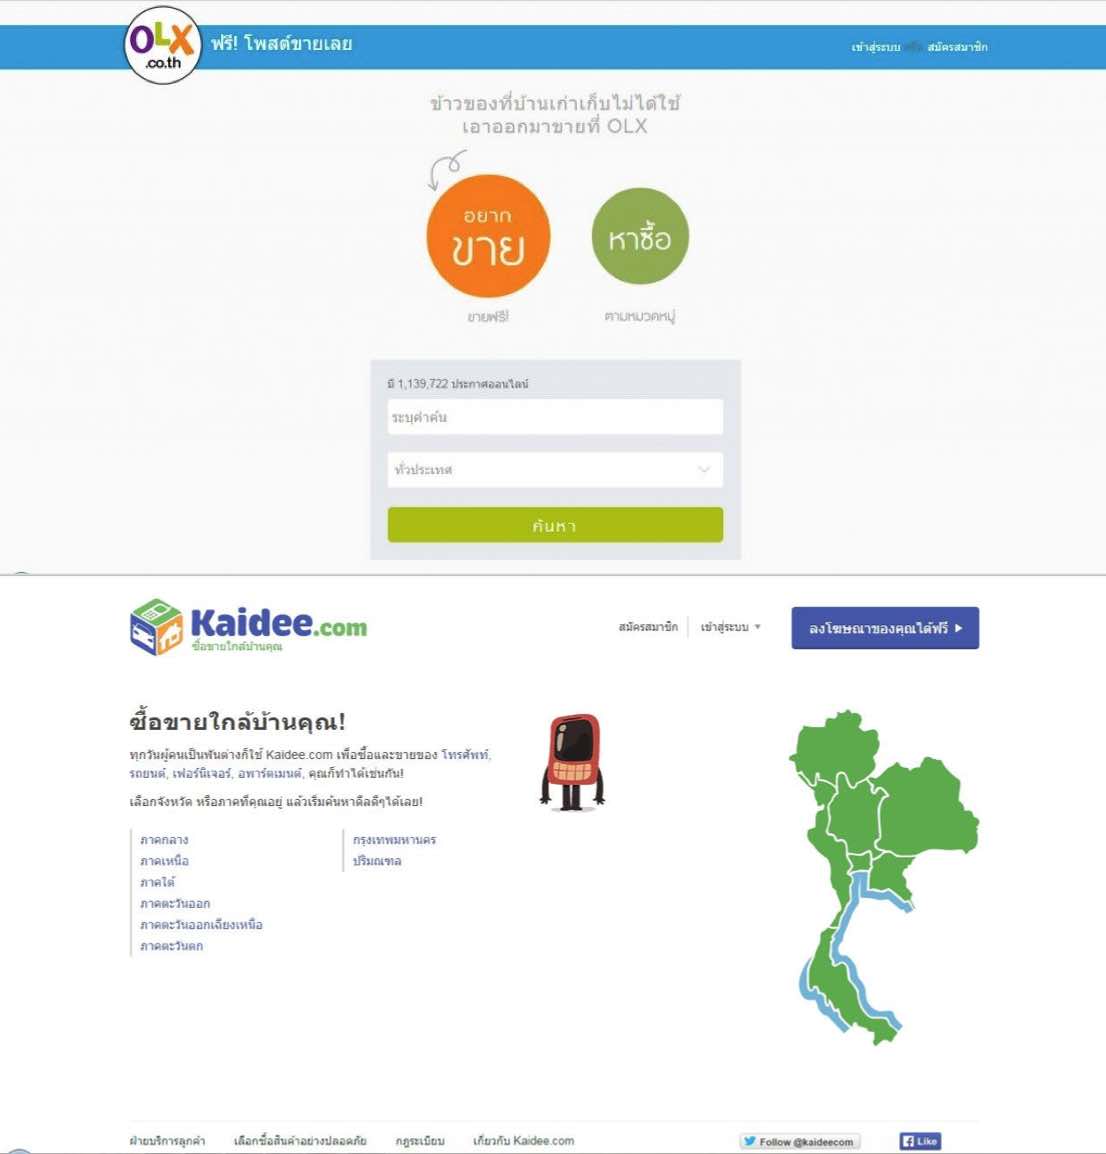 OLX
.co.th
ฟรี! โพสต์ขายเลย
เข้าสู่ระบบ หรือ สมัครสมาชิก
ข้าวของที่บ้านเก่าเก็บไม่ได้ใช้
เอาออกมาขายที่ OLX
อยาก
ขาย
หาซื้อ
ขายฟรี!
ตามหมวดหมู่
มี 1,139,722 ประกาศออนไลน์
ระบุคำค้น
ทั่วประเทศ
ค้นหา
Kaidee.com
ซื้อขายใกล้บ้านคุณ
สมัครสมาชิก
เข้าสู่ระบบ
ลงโฆษณาของคุณได้ฟรี
ซื้อขายใกล้บ้านคุณ!
ทุกวันผู้คนเป็นพันต่างก็ใช้ Kaidee.com เพื่อซื้อและขายของ โทรศัพท์,
รถยนต์, เฟอร์นิเจอร์, อพาร์ตเมนต์, คุณก็ทำได้เช่นกัน!
เลือกจังหวัด หรือภาคที่คุณอยู่ แล้วเริ่มค้นหาดีลดีๆได้เลย!
ภาคกลาง
ภาคเหนือ
ภาคใต้
ภาคตะวันออก
ภาคตะวันออกเฉียงเหนือ
ภาคตะวันตก
กรุงเทพมหานคร
ปริมณฑล
ฝ่ายบริการลูกค้า
เลือกซื้อสินค้าอย่างปลอดภัย
กฎระเบียบ
เกี่ยวกับ Kaidee.com
Follow @kaideecom
Like